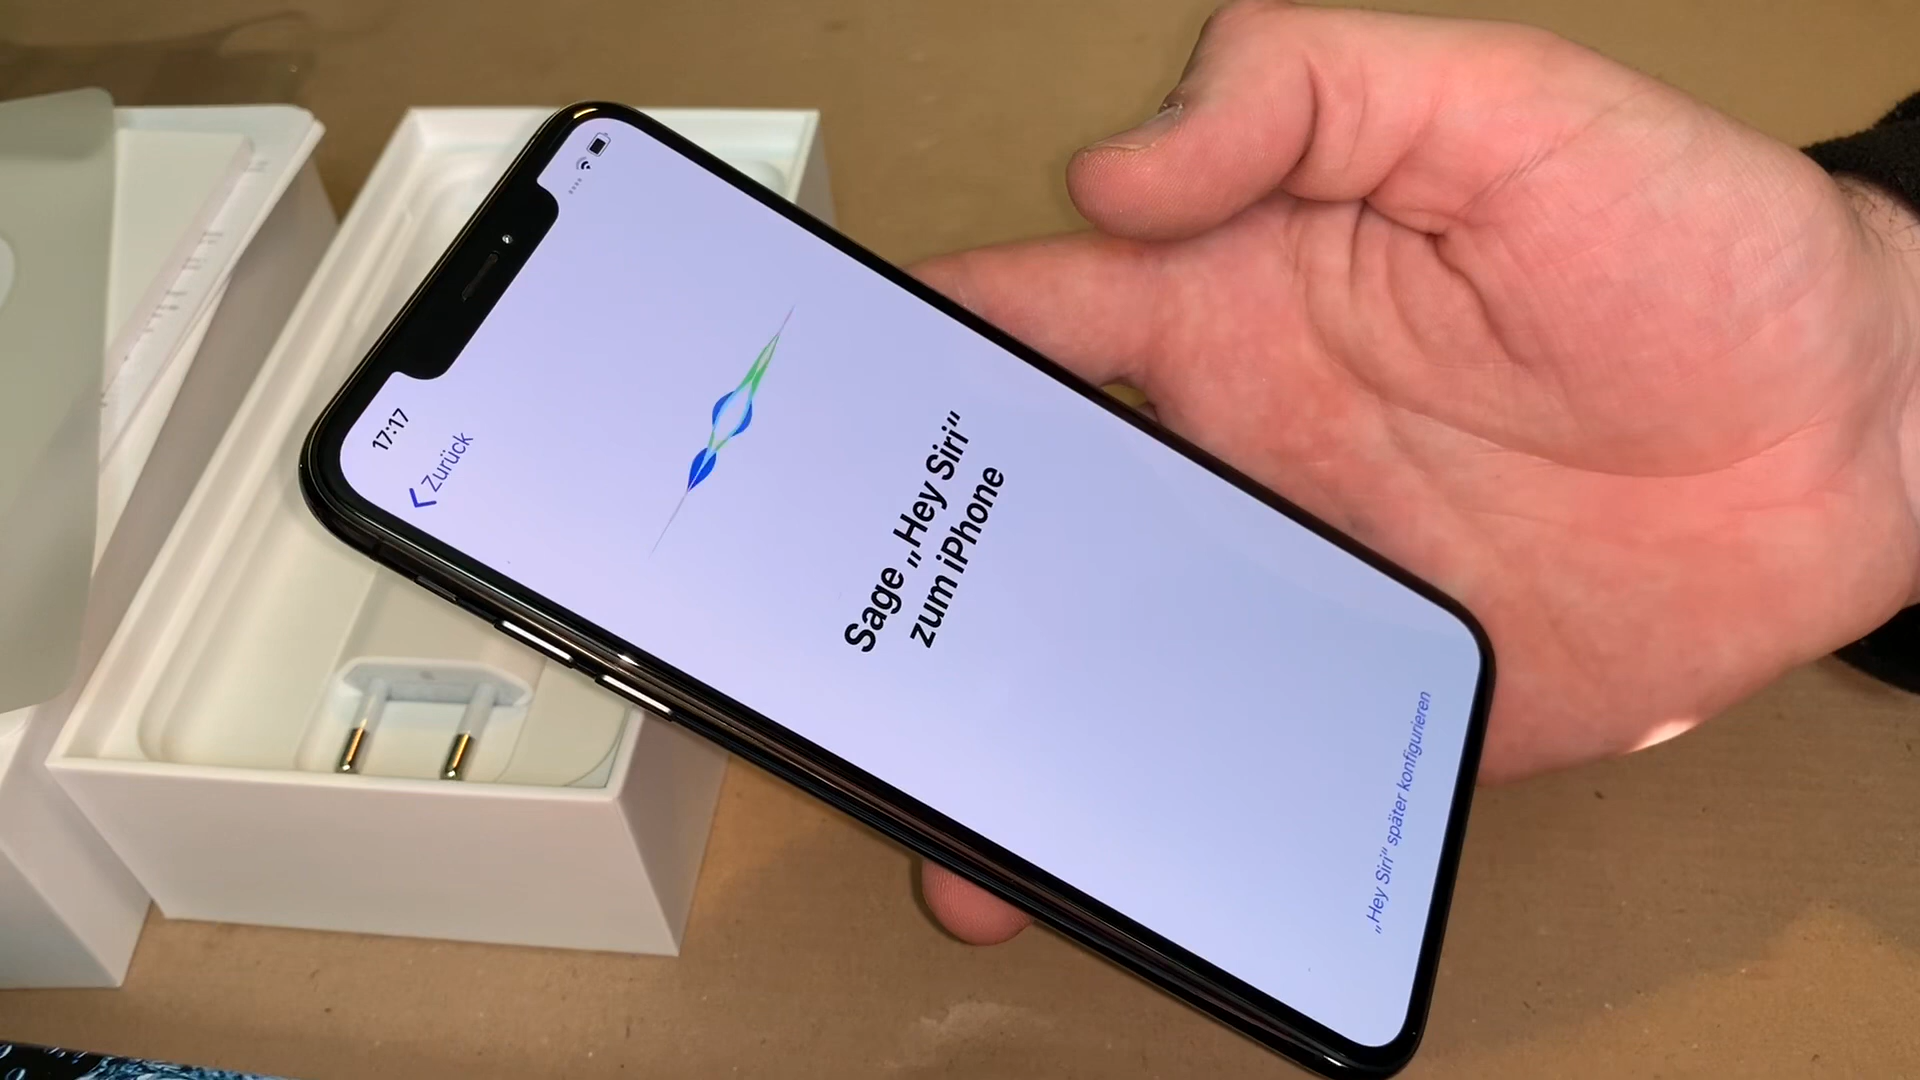 17:17
Zurück
Sage „Hey Siri“
zum iPhone
„Hey Siri“ später konfigurieren